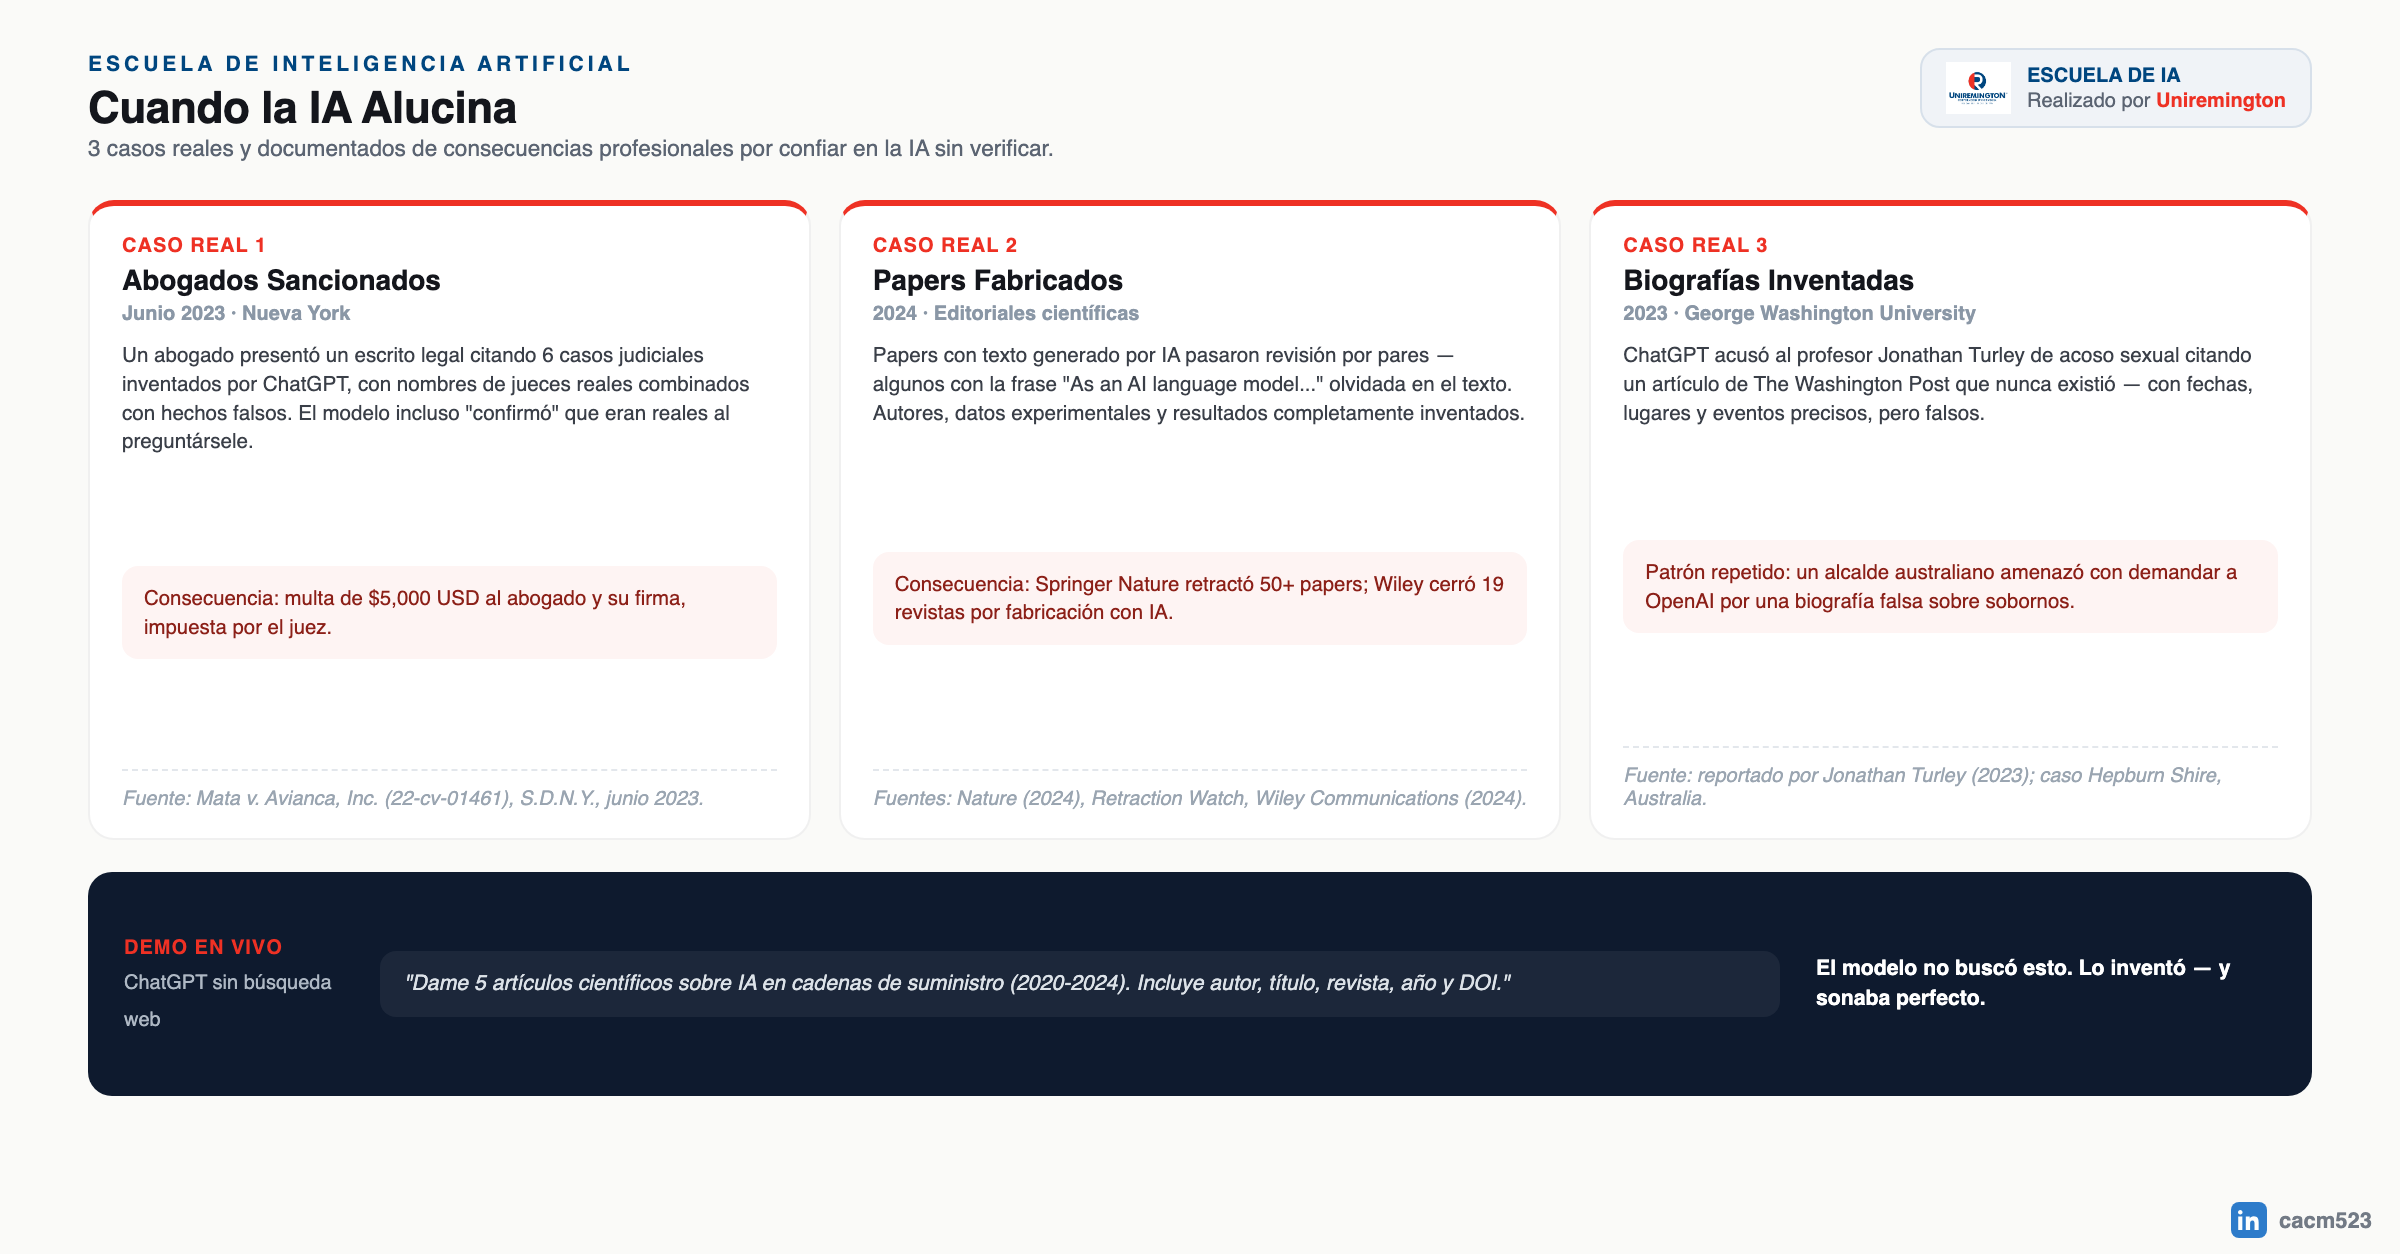 ESCUELA DE INTELIGENCIA ARTIFICIAL
Cuando la IA Alucina
3 casos reales y documentados de consecuencias profesionales por confiar en la IA sin verificar.
UNIREMINGTON
ESCUELA DE IA
Realizado por Uniremington
CASO REAL 1
Abogados Sancionados
Junio 2023 · Nueva York
Un abogado presentó un escrito legal citando 6 casos judiciales
inventados por ChatGPT, con nombres de jueces reales combinados
con hechos falsos. El modelo incluso "confirmó" que eran reales al
preguntársele.
Consecuencia: multa de $5,000 USD al abogado y su firma,
impuesta por el juez.
Fuente: Mata v. Avianca, Inc. (22-cv-01461), S.D.N.Y., junio 2023.
CASO REAL 2
Papers Fabricados
2024 · Editoriales científicas
Papers con texto generado por IA pasaron revisión por pares —
algunos con la frase "As an AI language model..." olvidada en el texto.
Autores, datos experimentales y resultados completamente inventados.
Consecuencia: Springer Nature retractó 50+ papers; Wiley cerró 19
revistas por fabricación con IA.
Fuentes: Nature (2024), Retraction Watch, Wiley Communications (2024).
CASO REAL 3
Biografías Inventadas
2023 · George Washington University
ChatGPT acusó al profesor Jonathan Turley de acoso sexual citando
un artículo de The Washington Post que nunca existió — con fechas,
lugares y eventos precisos, pero falsos.
Patrón repetido: un alcalde australiano amenazó con demandar a
OpenAI por una biografía falsa sobre sobornos.
Fuente: reportado por Jonathan Turley (2023); caso Hepburn Shire,
Australia.
DEMO EN VIVO
ChatGPT sin búsqueda
web
"Dame 5 artículos científicos sobre IA en cadenas de suministro (2020-2024). Incluye autor, título, revista, año y DOI."
El modelo no buscó esto. Lo inventó — y
sonaba perfecto.
in cacm523